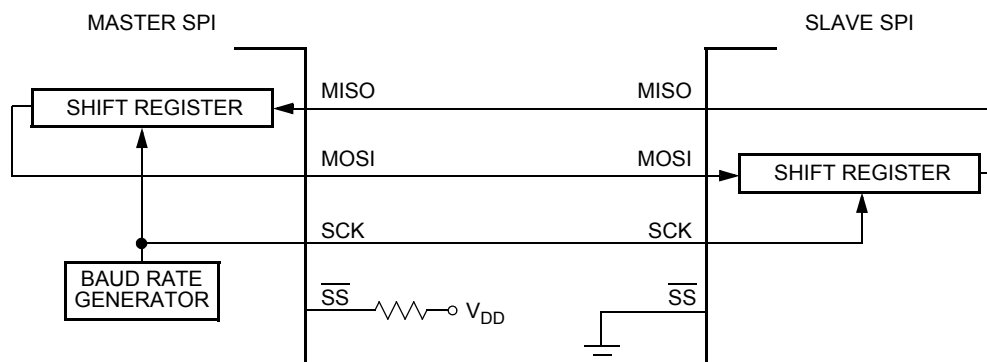 MASTER SPI
SLAVE SPI
SHIFT REGISTER
MISO
MISO
MOSI
MOSI
SHIFT REGISTER
SCK
SCK
BAUD RATE
GENERATOR
SS
VDD
SS